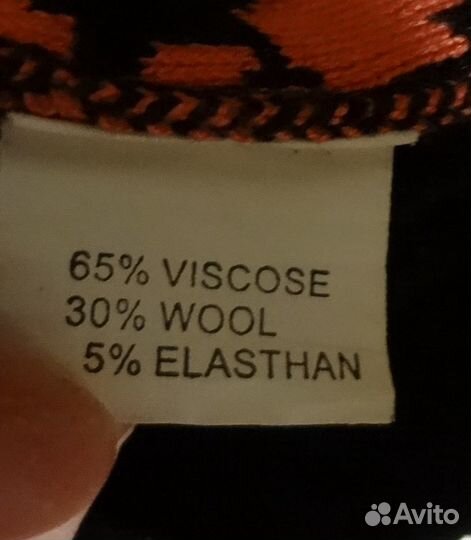 65% VISCOSE
30% WOOL
5% ELASTHAN
Avito